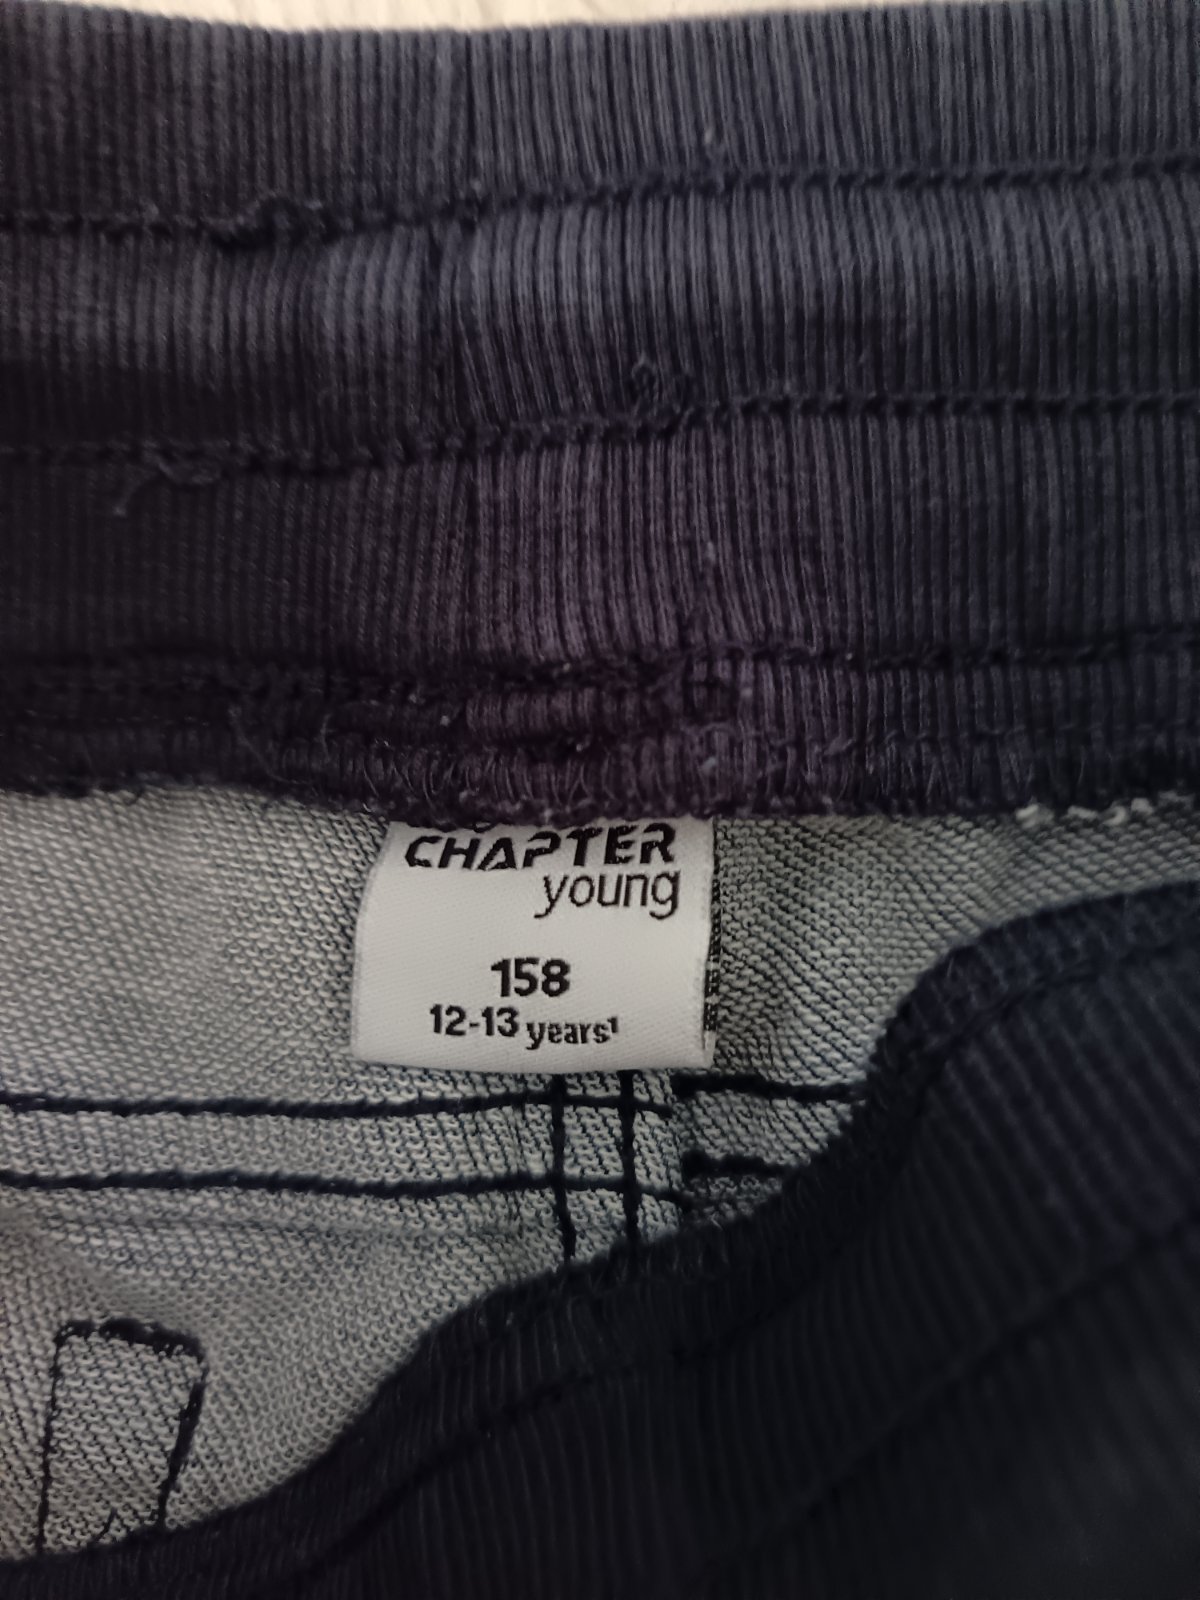 CHAPTER
young
158
12-13 years¹